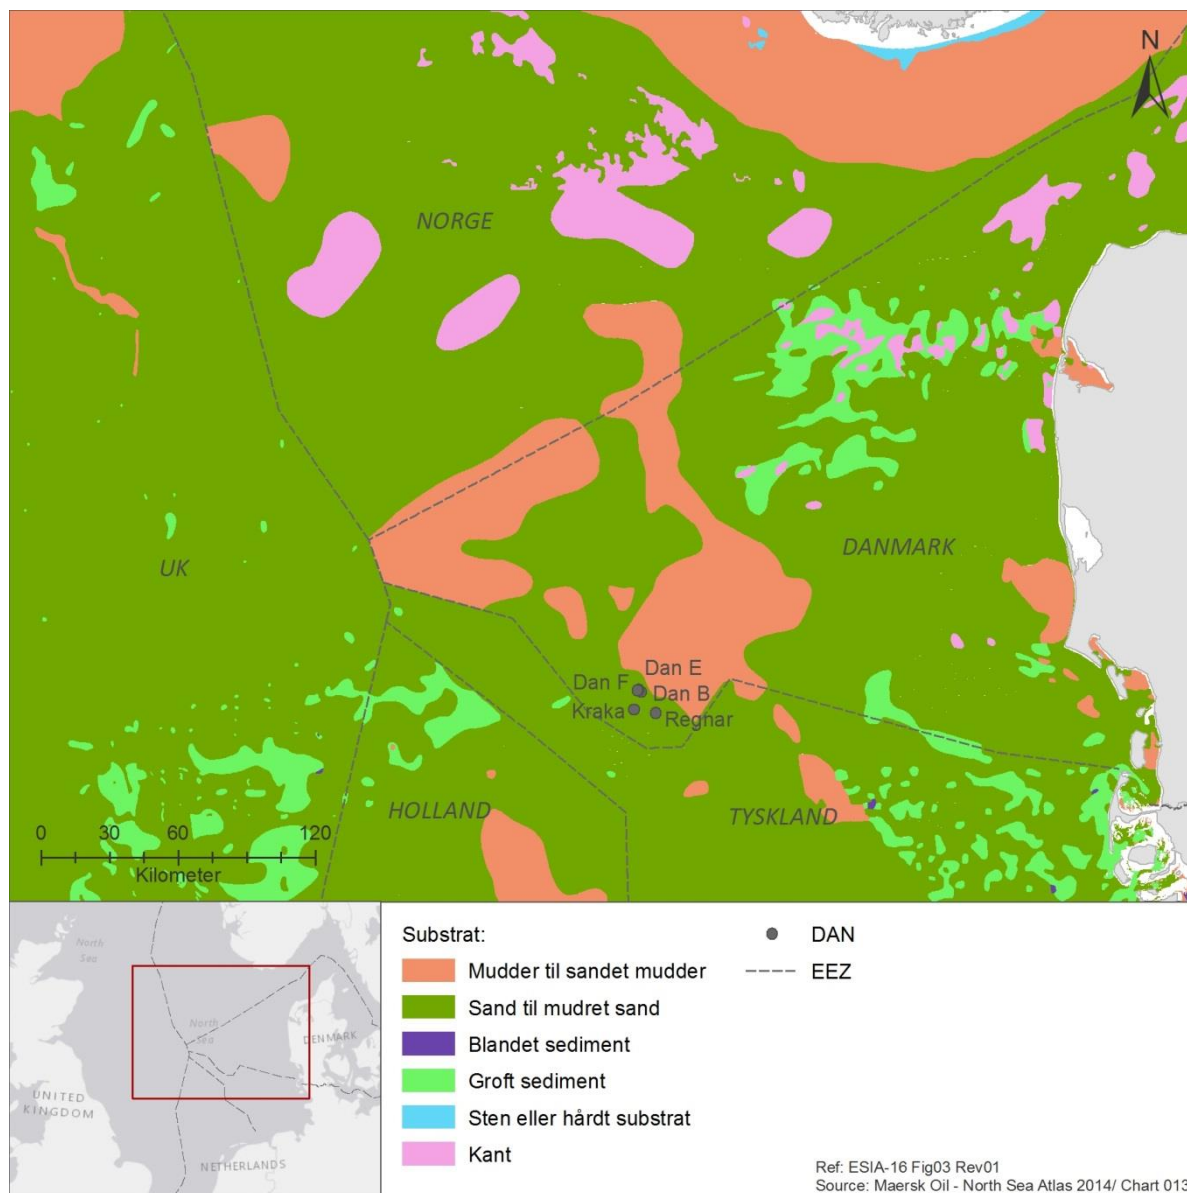 N
NORGE
DANMARK
UK
Dan E
Dan F
Dan B
Kraka
Regnar
HOLLAND
TYSKLAND
0 30 60 120
Kilometer
North
Sea
North
Sea
DENMARK
UNITED
KINGDOM
NETHERLANDS
Substrat:
Mudder til sandet mudder
Sand til mudret sand
Blandet sediment
Groft sediment
Sten eller hårdt substrat
Kant
DAN
EEZ
Ref: ESIA-16 Fig03 Rev01
Source: Maersk Oil - North Sea Atlas 2014/ Chart 013